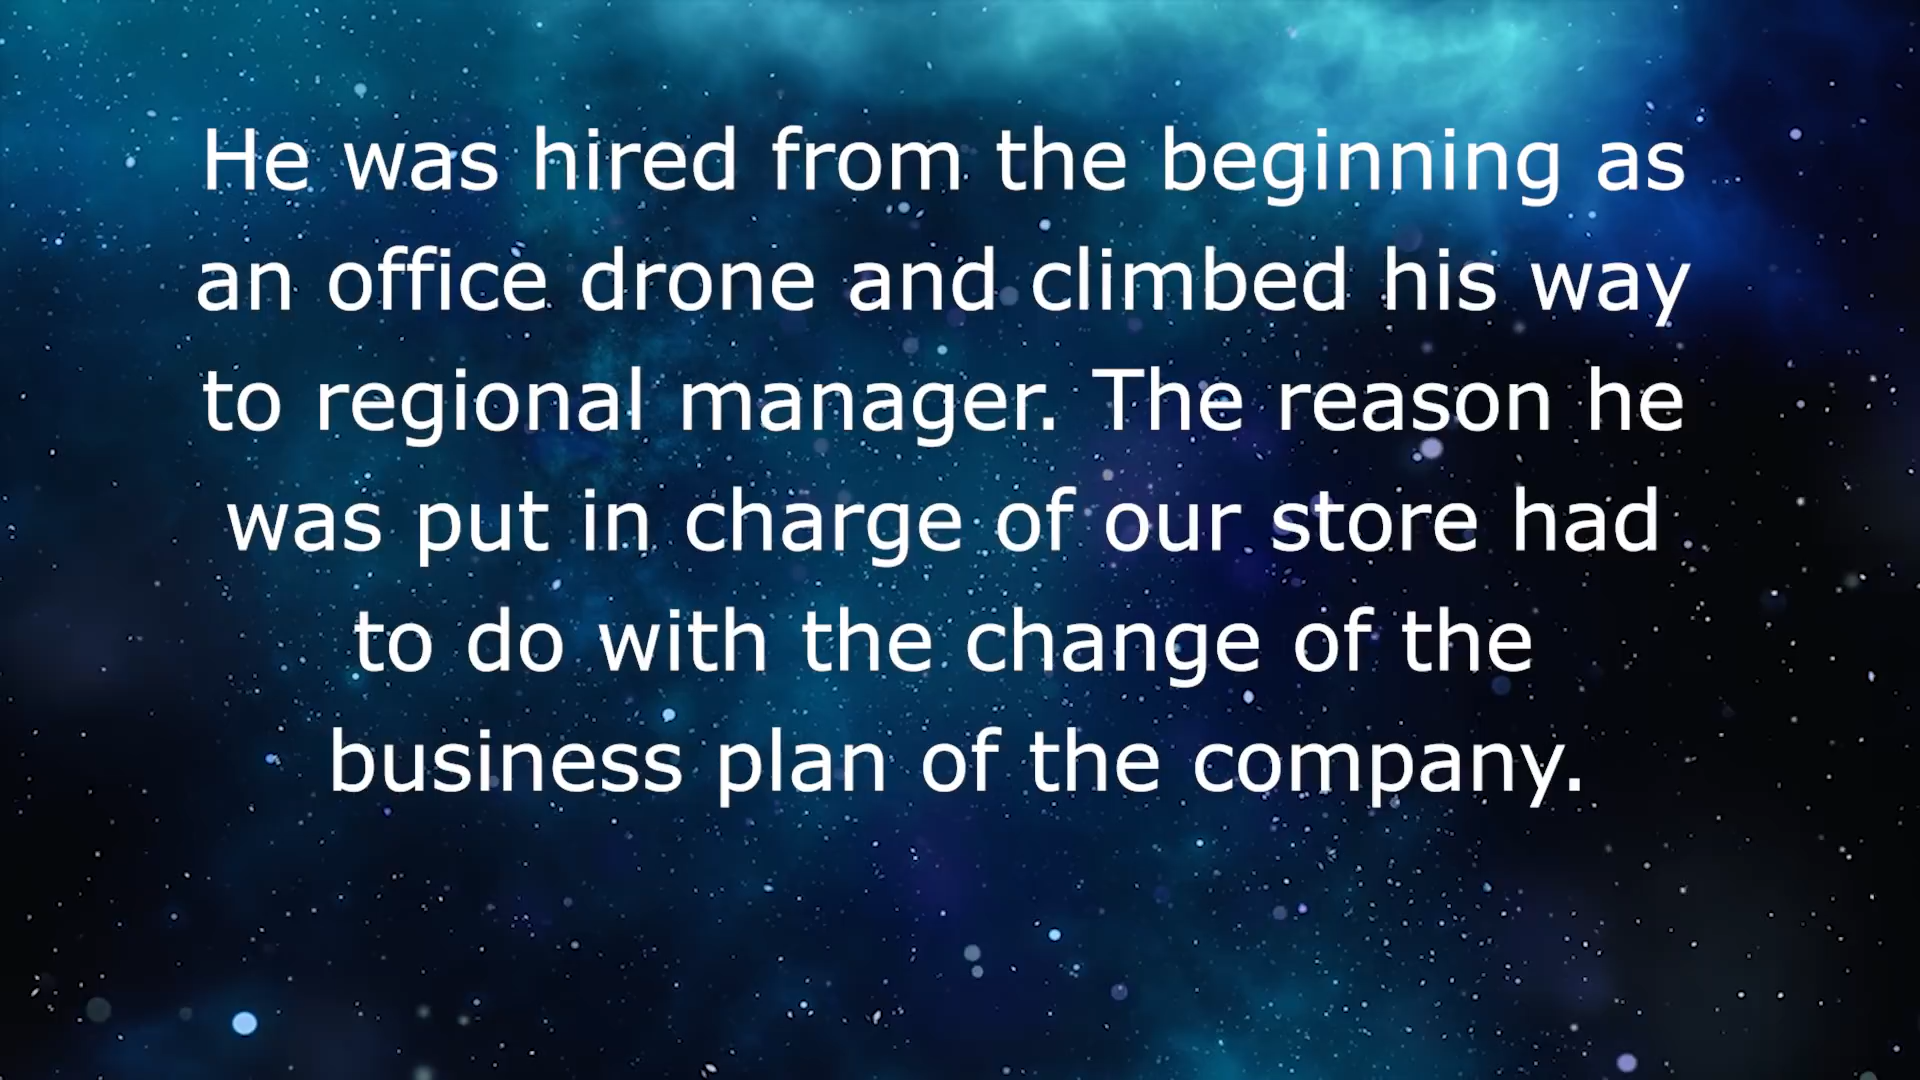 He was hired from the beginning as
an office drone and climbed his way
to regional manager. The reason he
was put in charge of our store had
to do with the change of the
business plan of the company.